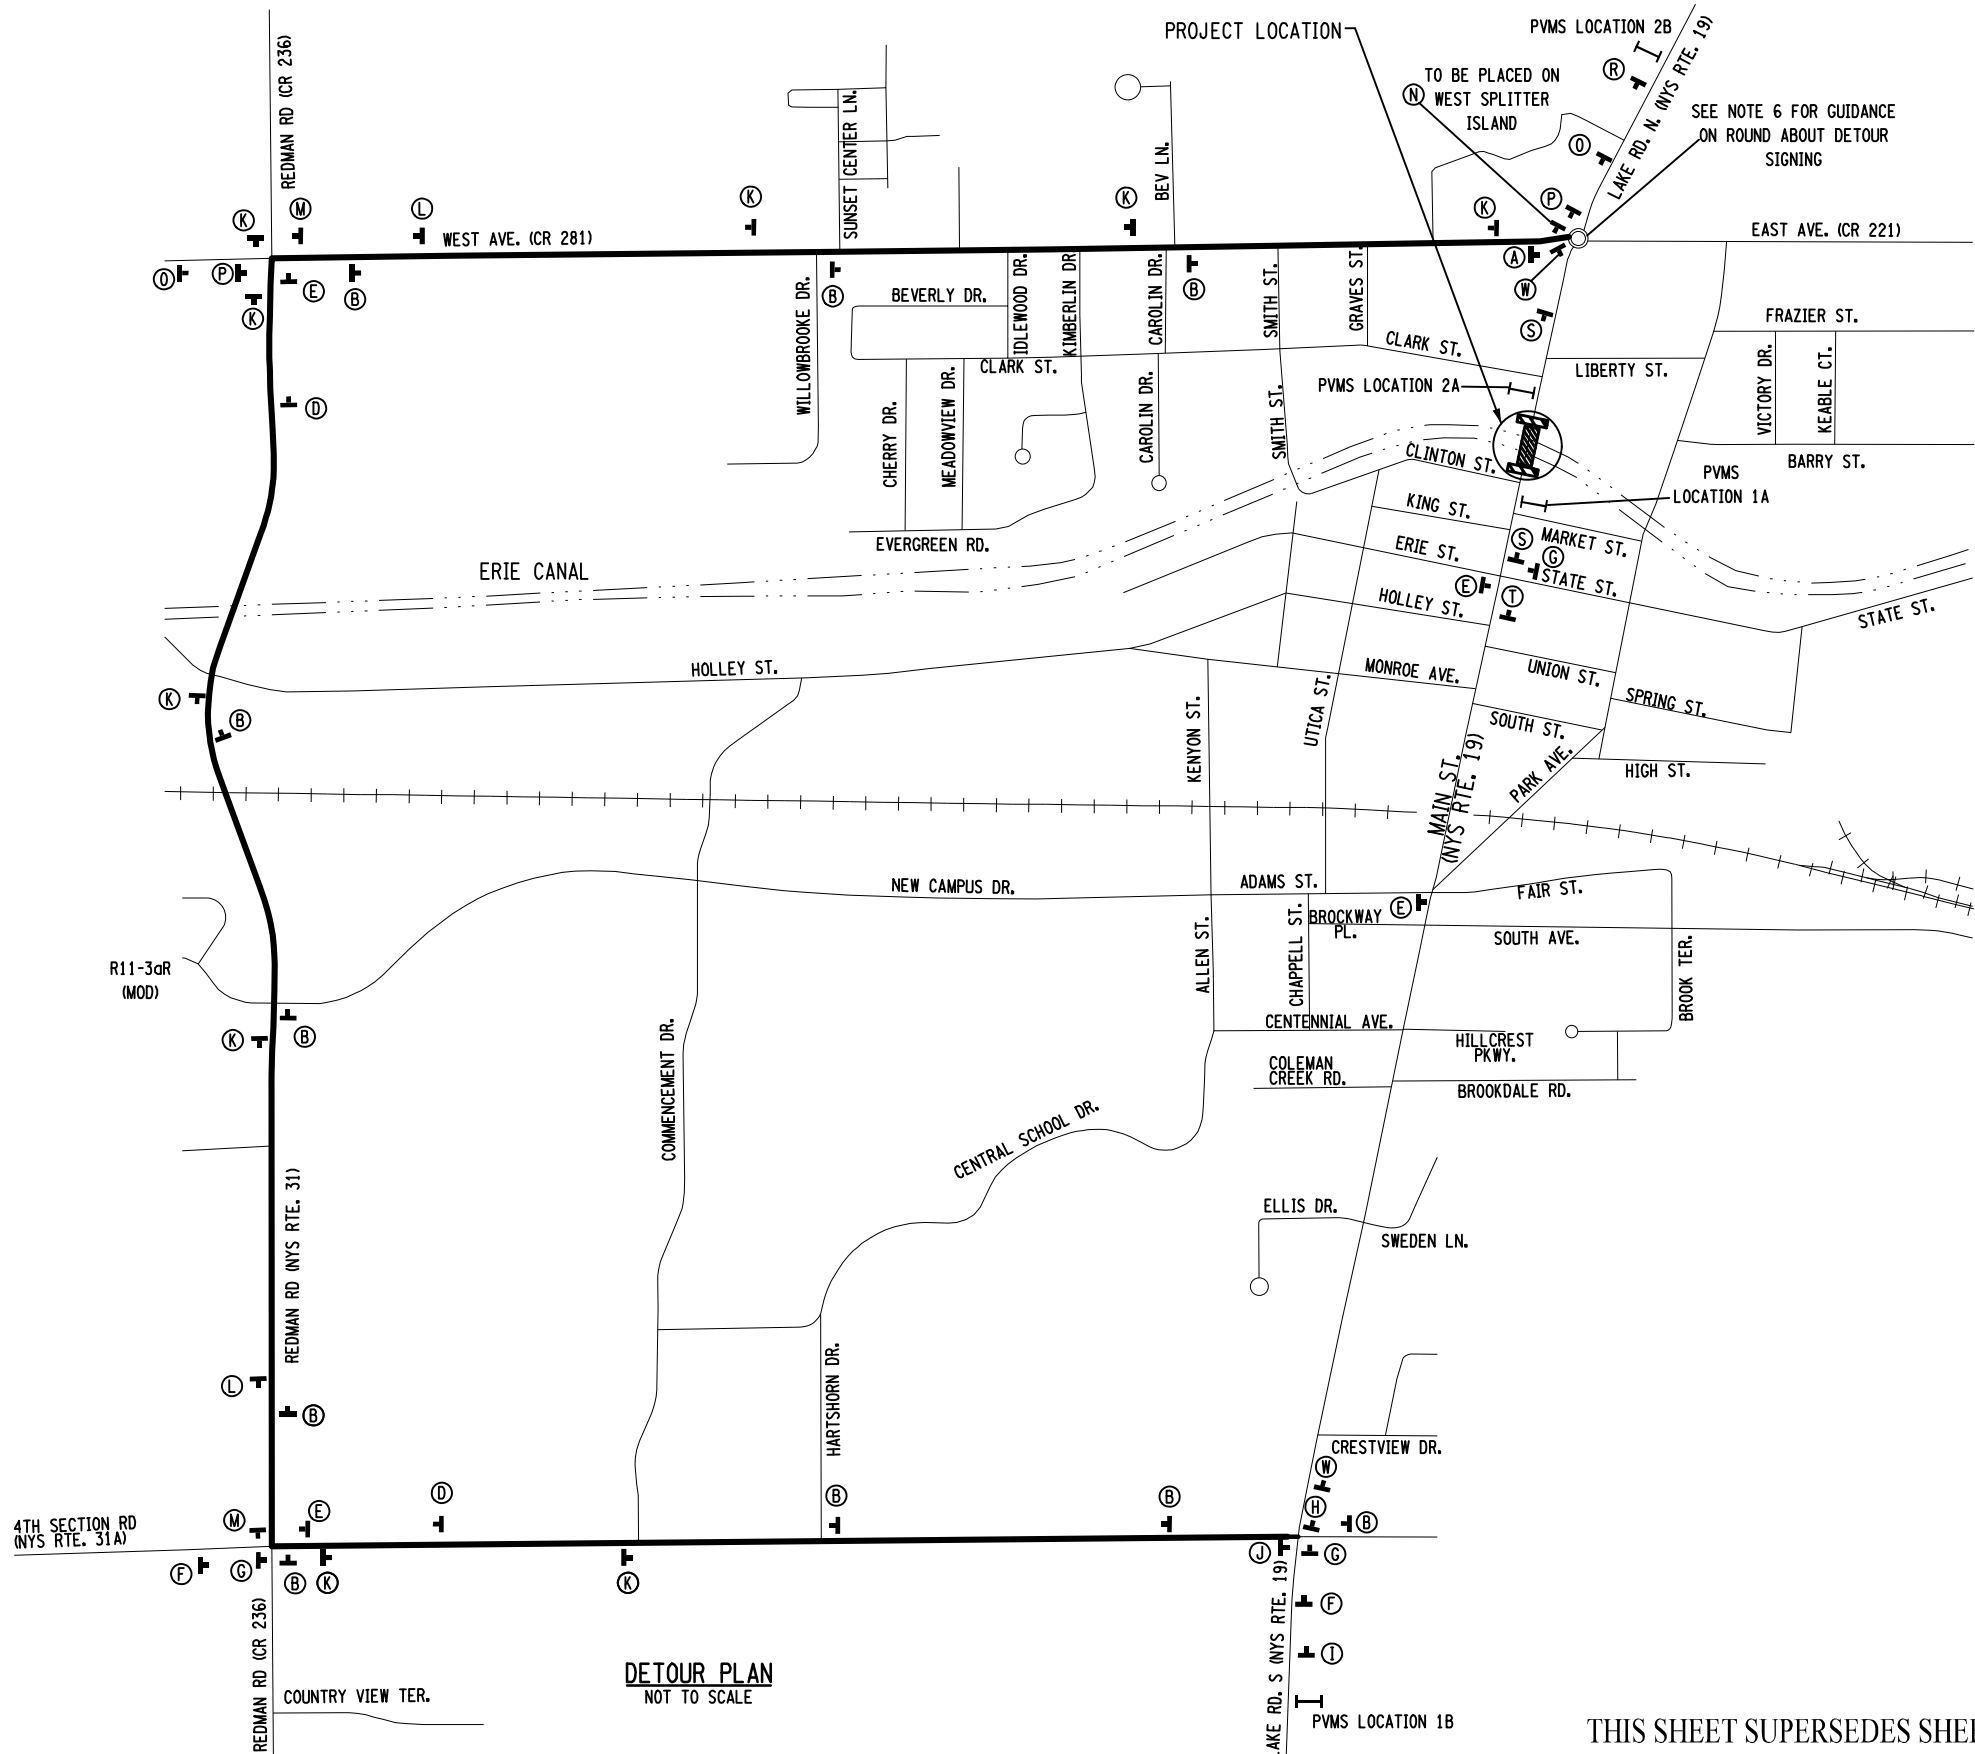 PROJECT LOCATION
PVMS LOCATION 2B
R
TO BE PLACED ON
N WEST SPLITTER
ISLAND
O
LAKE RD. N. (NYS RTE. 19)
SEE NOTE 6 FOR GUIDANCE
ON ROUND ABOUT DETOUR
SIGNING
REDMAN RD (CR 236)
SUNSET CENTER LN.
BEV LN.
K
M
L
K
K
K
P
WEST AVE. (CR 281)
EAST AVE. (CR 221)
O
P
K
E
B
B
B
A
W
S
D
WILLOWBROOKE DR.
BEVERLY DR.
IDLEWOOD DR.
KIMBERLIN DR
CAROLIN DR.
SMITH ST.
GRAVES ST.
CLARK ST.
CLARK ST.
FRAZIER ST.
LIBERTY ST.
VICTORY DR.
KEABLE CT.
PVMS LOCATION 2A
CHERRY DR.
MEADOWVIEW DR.
CAROLIN DR.
SMITH ST.
CLINTON ST.
BARRY ST.
PVMS
LOCATION 1A
KING ST.
EVERGREEN RD.
ERIE ST.
S
MARKET ST.
G
ERIE CANAL
E
STATE ST.
T
HOLLEY ST.
STATE ST.
HOLLEY ST.
MONROE AVE.
UNION ST.
SPRING ST.
K
B
KENYON ST.
UTICA ST.
SOUTH ST.
PARK AVE.
HIGH ST.
MAIN ST.
(NYS RTE. 19)
NEW CAMPUS DR.
ADAMS ST.
FAIR ST.
E
BROCKWAY
PL.
SOUTH AVE.
ALLEN ST.
CHAPPELL ST.
BROOK TER.
R11-3aR
(MOD)
K
B
COMMENCEMENT DR.
CENTENNIAL AVE.
HILLCREST
PKWY.
COLEMAN
CREEK RD.
BROOKDALE RD.
CENTRAL SCHOOL DR.
REDMAN RD (NYS RTE. 31)
ELLIS DR.
SWEDEN LN.
L
B
HARTSHORN DR.
CRESTVIEW DR.
W
4TH SECTION RD
(NYS RTE. 31A)
M
E
D
B
B
H
B
F
G
B
K
K
J
G
F
I
REDMAN RD (CR 236)
COUNTRY VIEW TER.
DETOUR PLAN
NOT TO SCALE
LAKE RD. S (NYS RTE. 19)
PVMS LOCATION 1B
THIS SHEET SUPERSEDES SHEE